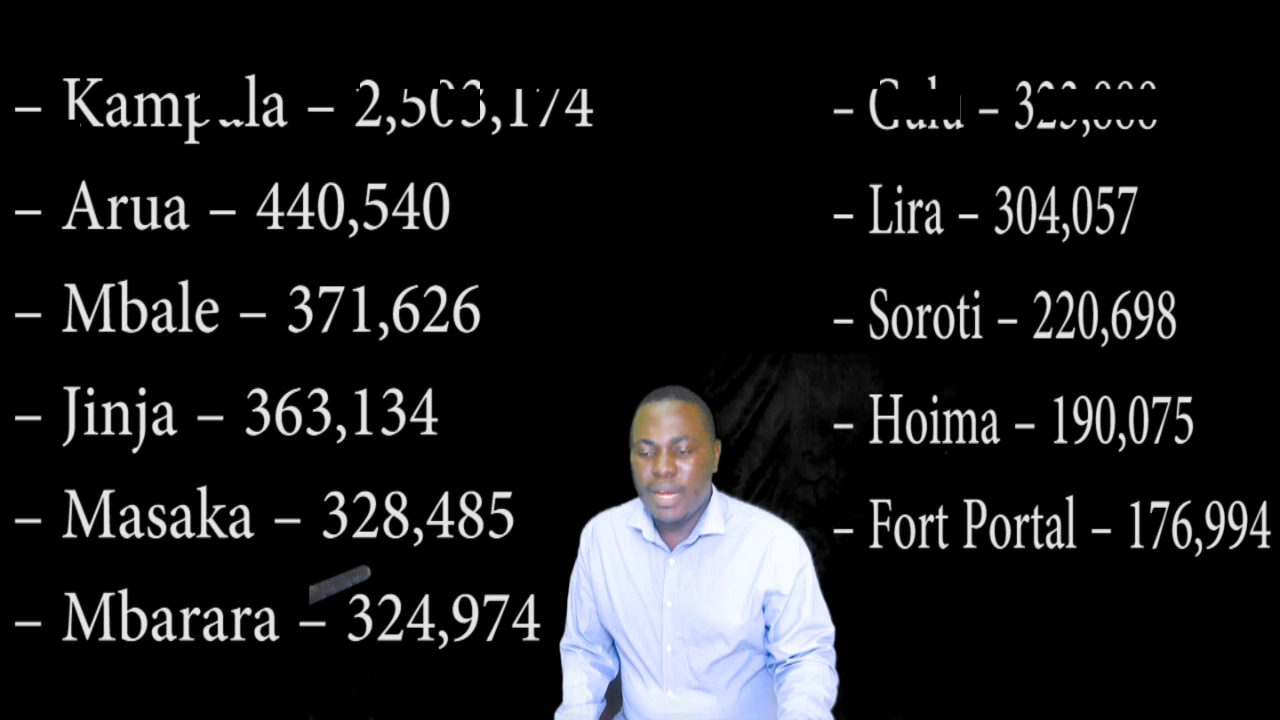 – Kampala –
– Arua – 440,540
– Mbale – 371,626
– Jinja – 363,134
– Masaka – 328,485
– Mbarara – 324,974
– Gulu –
– Lira – 304,057
– Soroti – 220,698
– Hoima – 190,075
– Fort Portal – 176,994